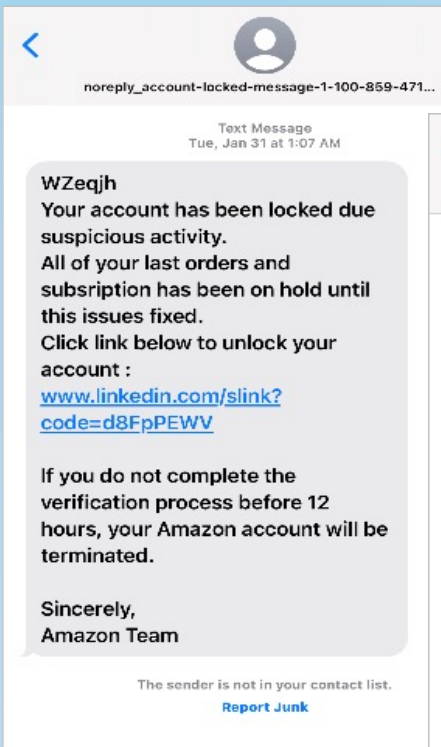 noreply_account-locked-message-1-100-859-471...
Text Message
Tue, Jan 31 at 1:07 AM
WZeqjh
Your account has been locked due
suspicious activity.
All of your last orders and
subsription has been on hold until
this issues fixed.
Click link below to unlock your
account :
www.linkedin.com/slink?
code=d8FpPEWV
If you do not complete the
verification process before 12
hours, your Amazon account will be
terminated.
Sincerely,
Amazon Team
The sender is not in your contact list.
Report Junk